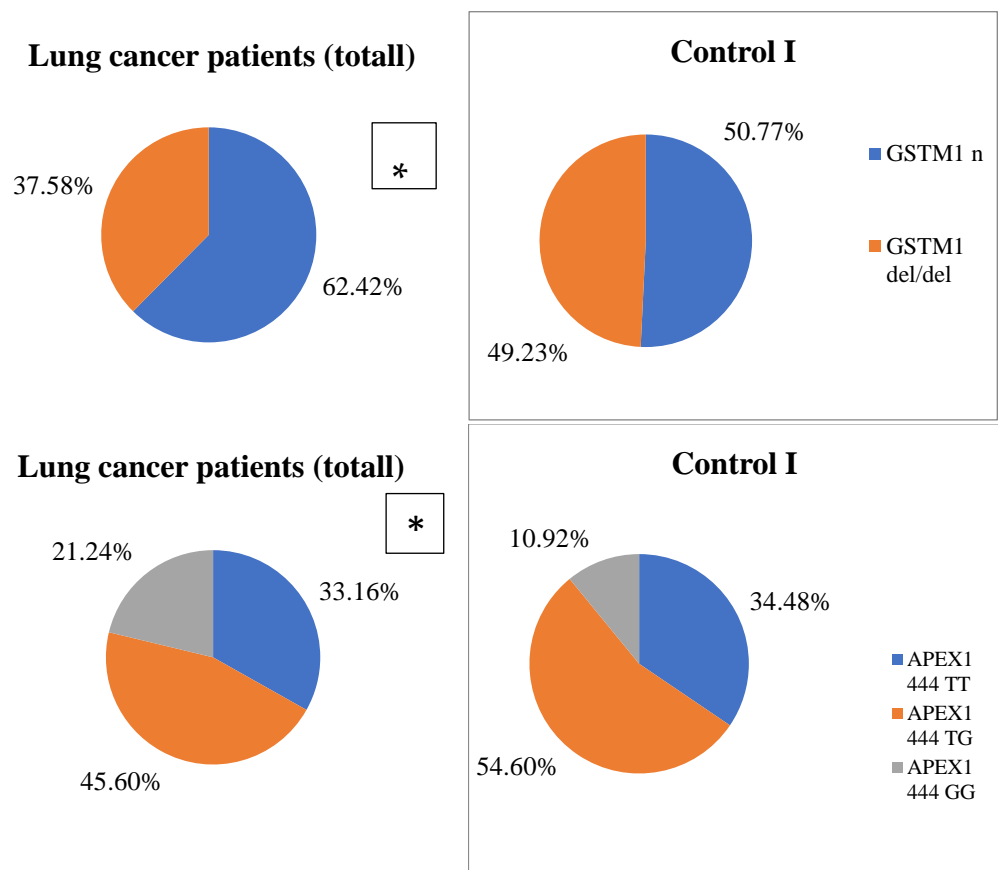 Lung cancer patients (totall)
*
37.58%
62.42%
Control I
50.77%
49.23%
GSTM1 n
GSTM1
del/del
Lung cancer patients (totall)
*
21.24%
33.16%
45.60%
Control I
10.92%
34.48%
54.60%
APEX1
444 TT
APEX1
444 TG
APEX1
444 GG